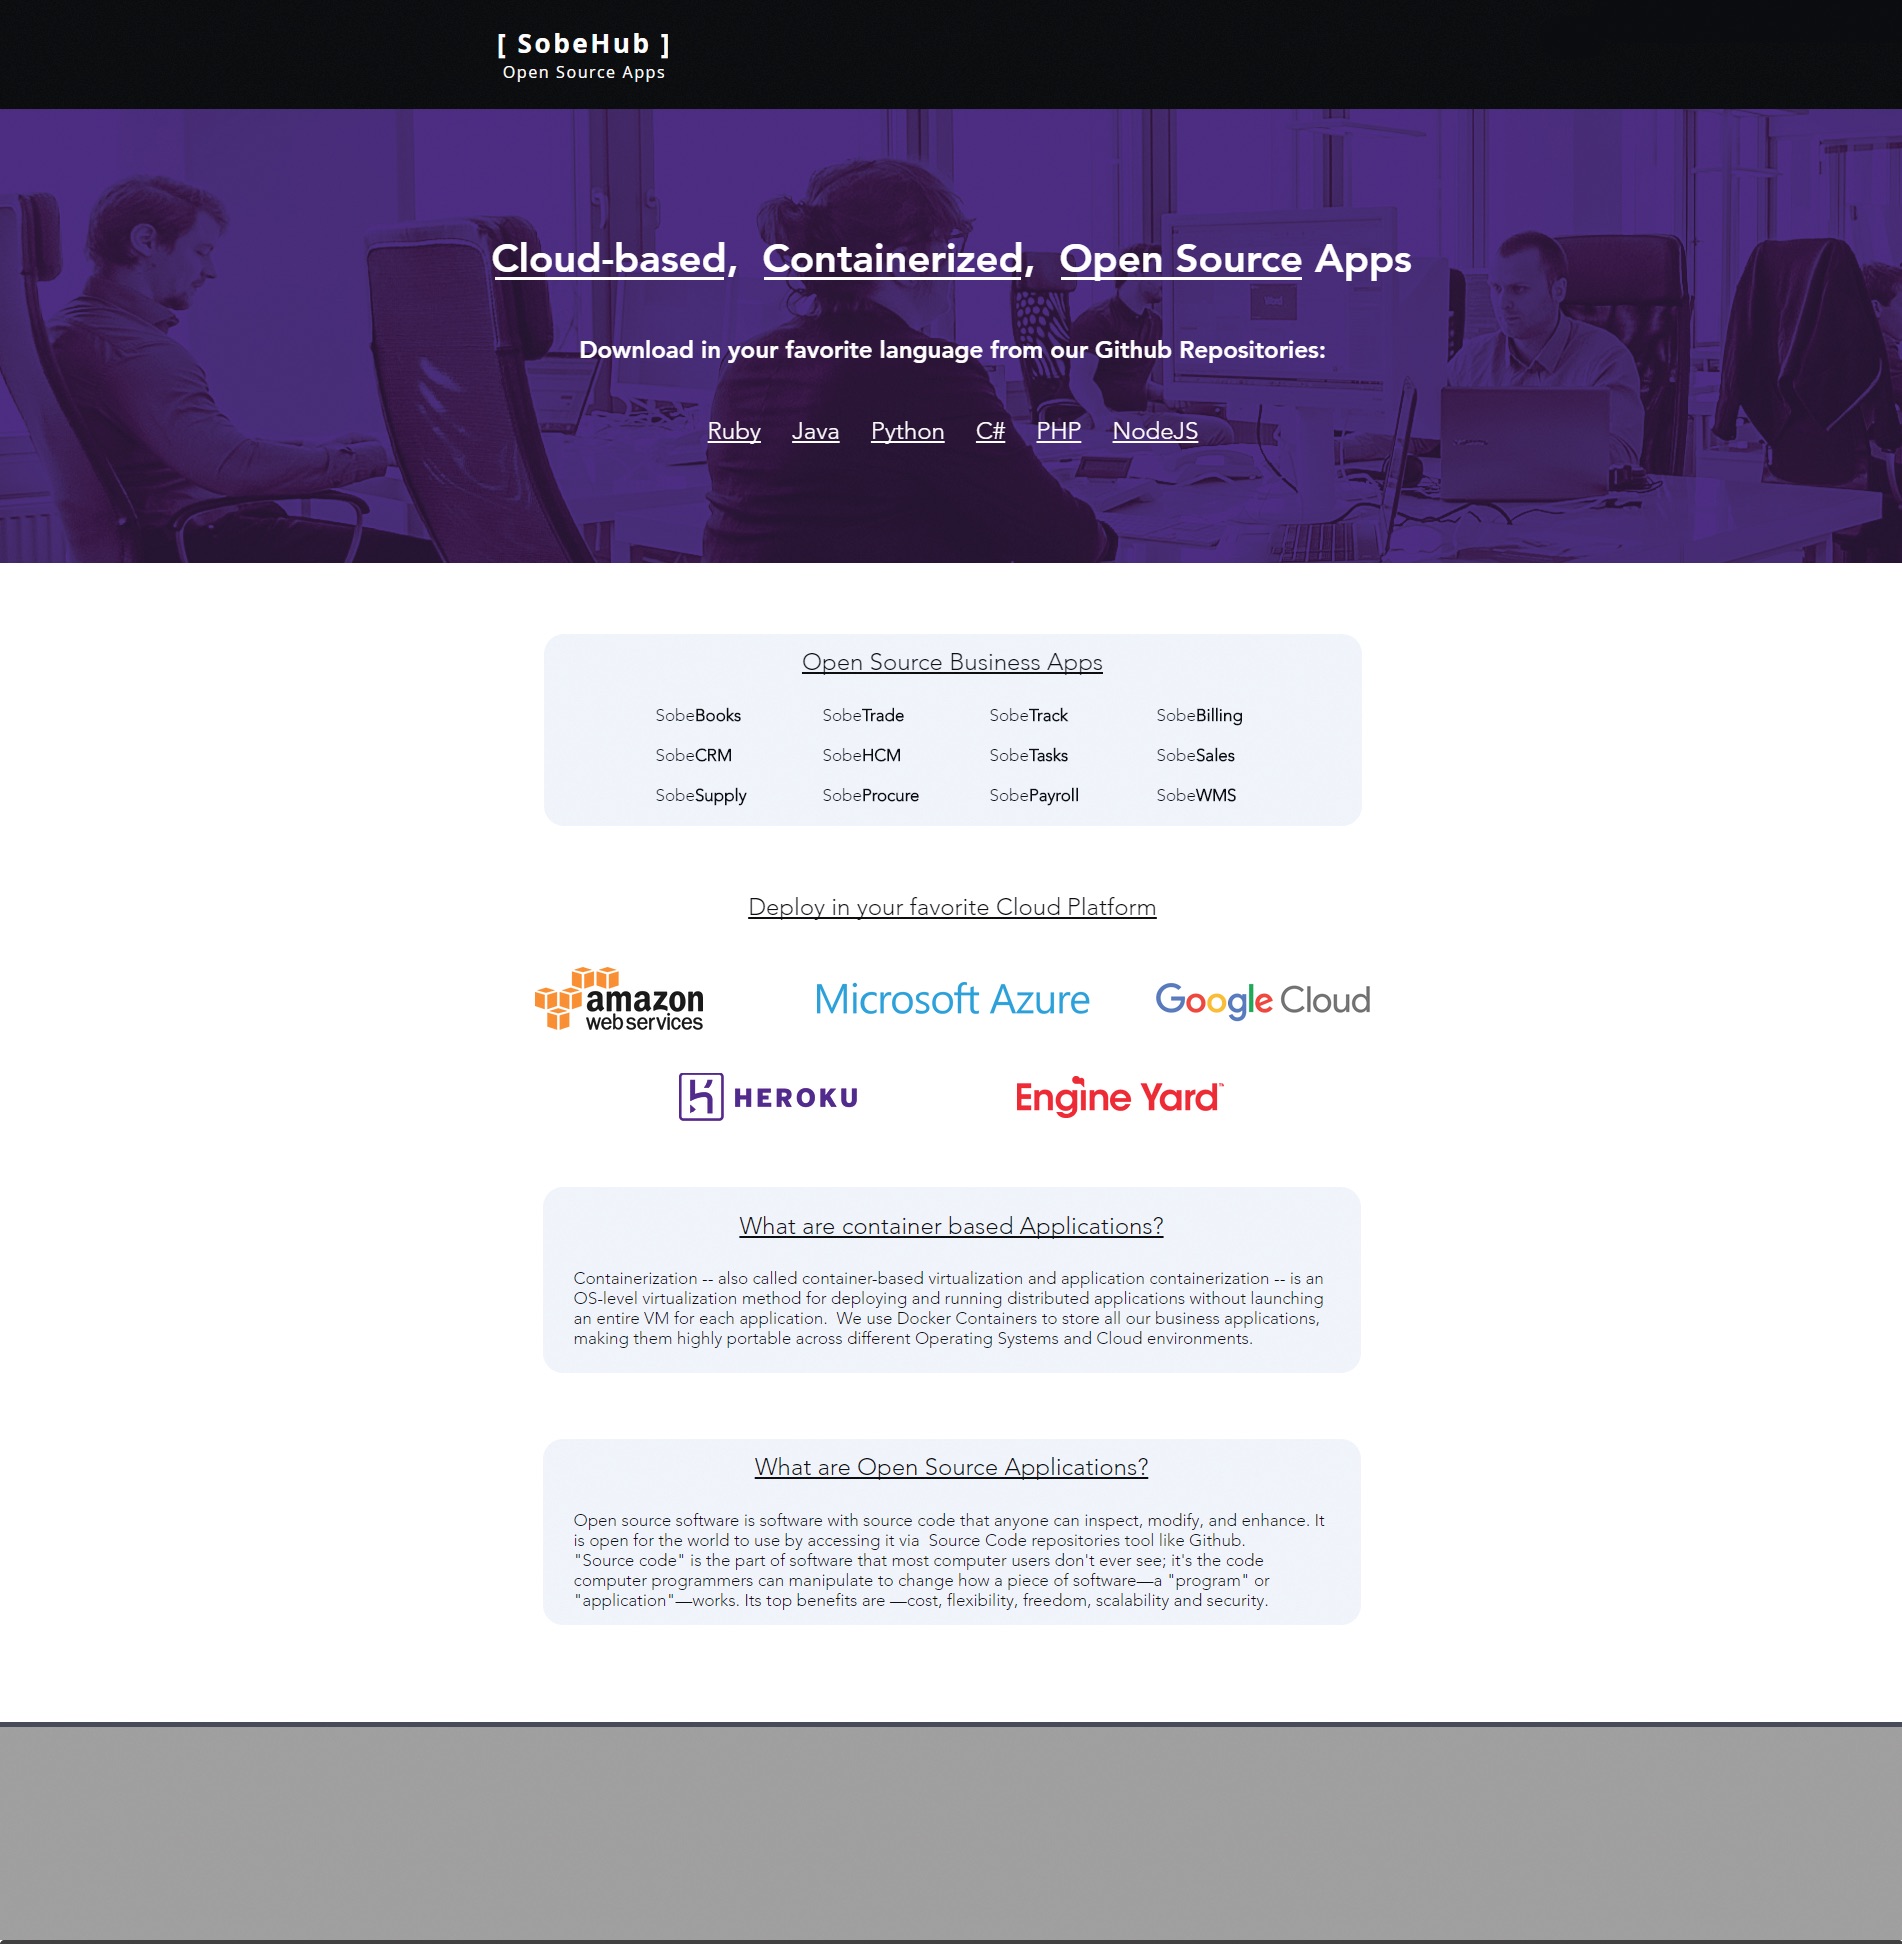 [ SobeHub ]
Open Source Apps
Cloud-based, Containerized, Open Source Apps
Download in your favorite language from our Github Repositories:
Ruby Java Python C# PHP NodeJS
Open Source Business Apps
SobeBooks SobeTrade SobeTrack SobeBilling
SobeCRM SobeHCM SobeTasks SobeSales
SobeSupply SobeProcure SobePayroll SobeWMS
Deploy in your favorite Cloud Platform
amazon
web services
Microsoft Azure
Google Cloud
HEROKU
Engine Yard™
What are container based Applications?
Containerization -- also called container-based virtualization and application containerization -- is an
OS-level virtualization method for deploying and running distributed applications without launching
an entire VM for each application.  We use Docker Containers to store all our business applications,
making them highly portable across different Operating Systems and Cloud environments.
What are Open Source Applications?
Open source software is software with source code that anyone can inspect, modify, and enhance. It
is open for the world to use by accessing it via  Source Code repositories tool like Github.
"Source code" is the part of software that most computer users don't ever see; it's the code
computer programmers can manipulate to change how a piece of software—a "program" or
"application"—works. Its top benefits are —cost, flexibility, freedom, scalability and security.